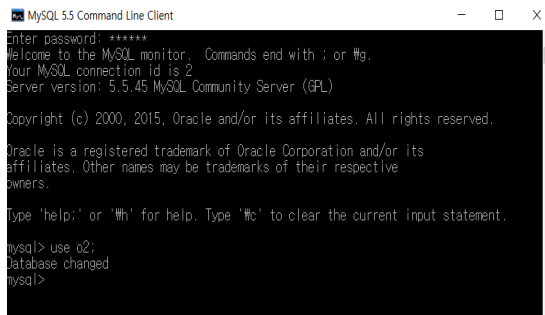 MySQL 5.5 Command Line Client
Enter password: ******
Welcome to the MySQL monitor.  Commands end with ; or ₩g.
Your MySQL connection id is 2
Server version: 5.5.45 MySQL Community Server (GPL)
Copyright (c) 2000, 2015, Oracle and/or its affiliates. All rights reserved.
Oracle is a registered trademark of Oracle Corporation and/or its
affiliates. Other names may be trademarks of their respective
owners.
Type 'help;' or '₩h' for help. Type '₩c' to clear the current input statement.
mysql> use o2;
Database changed
mysql>